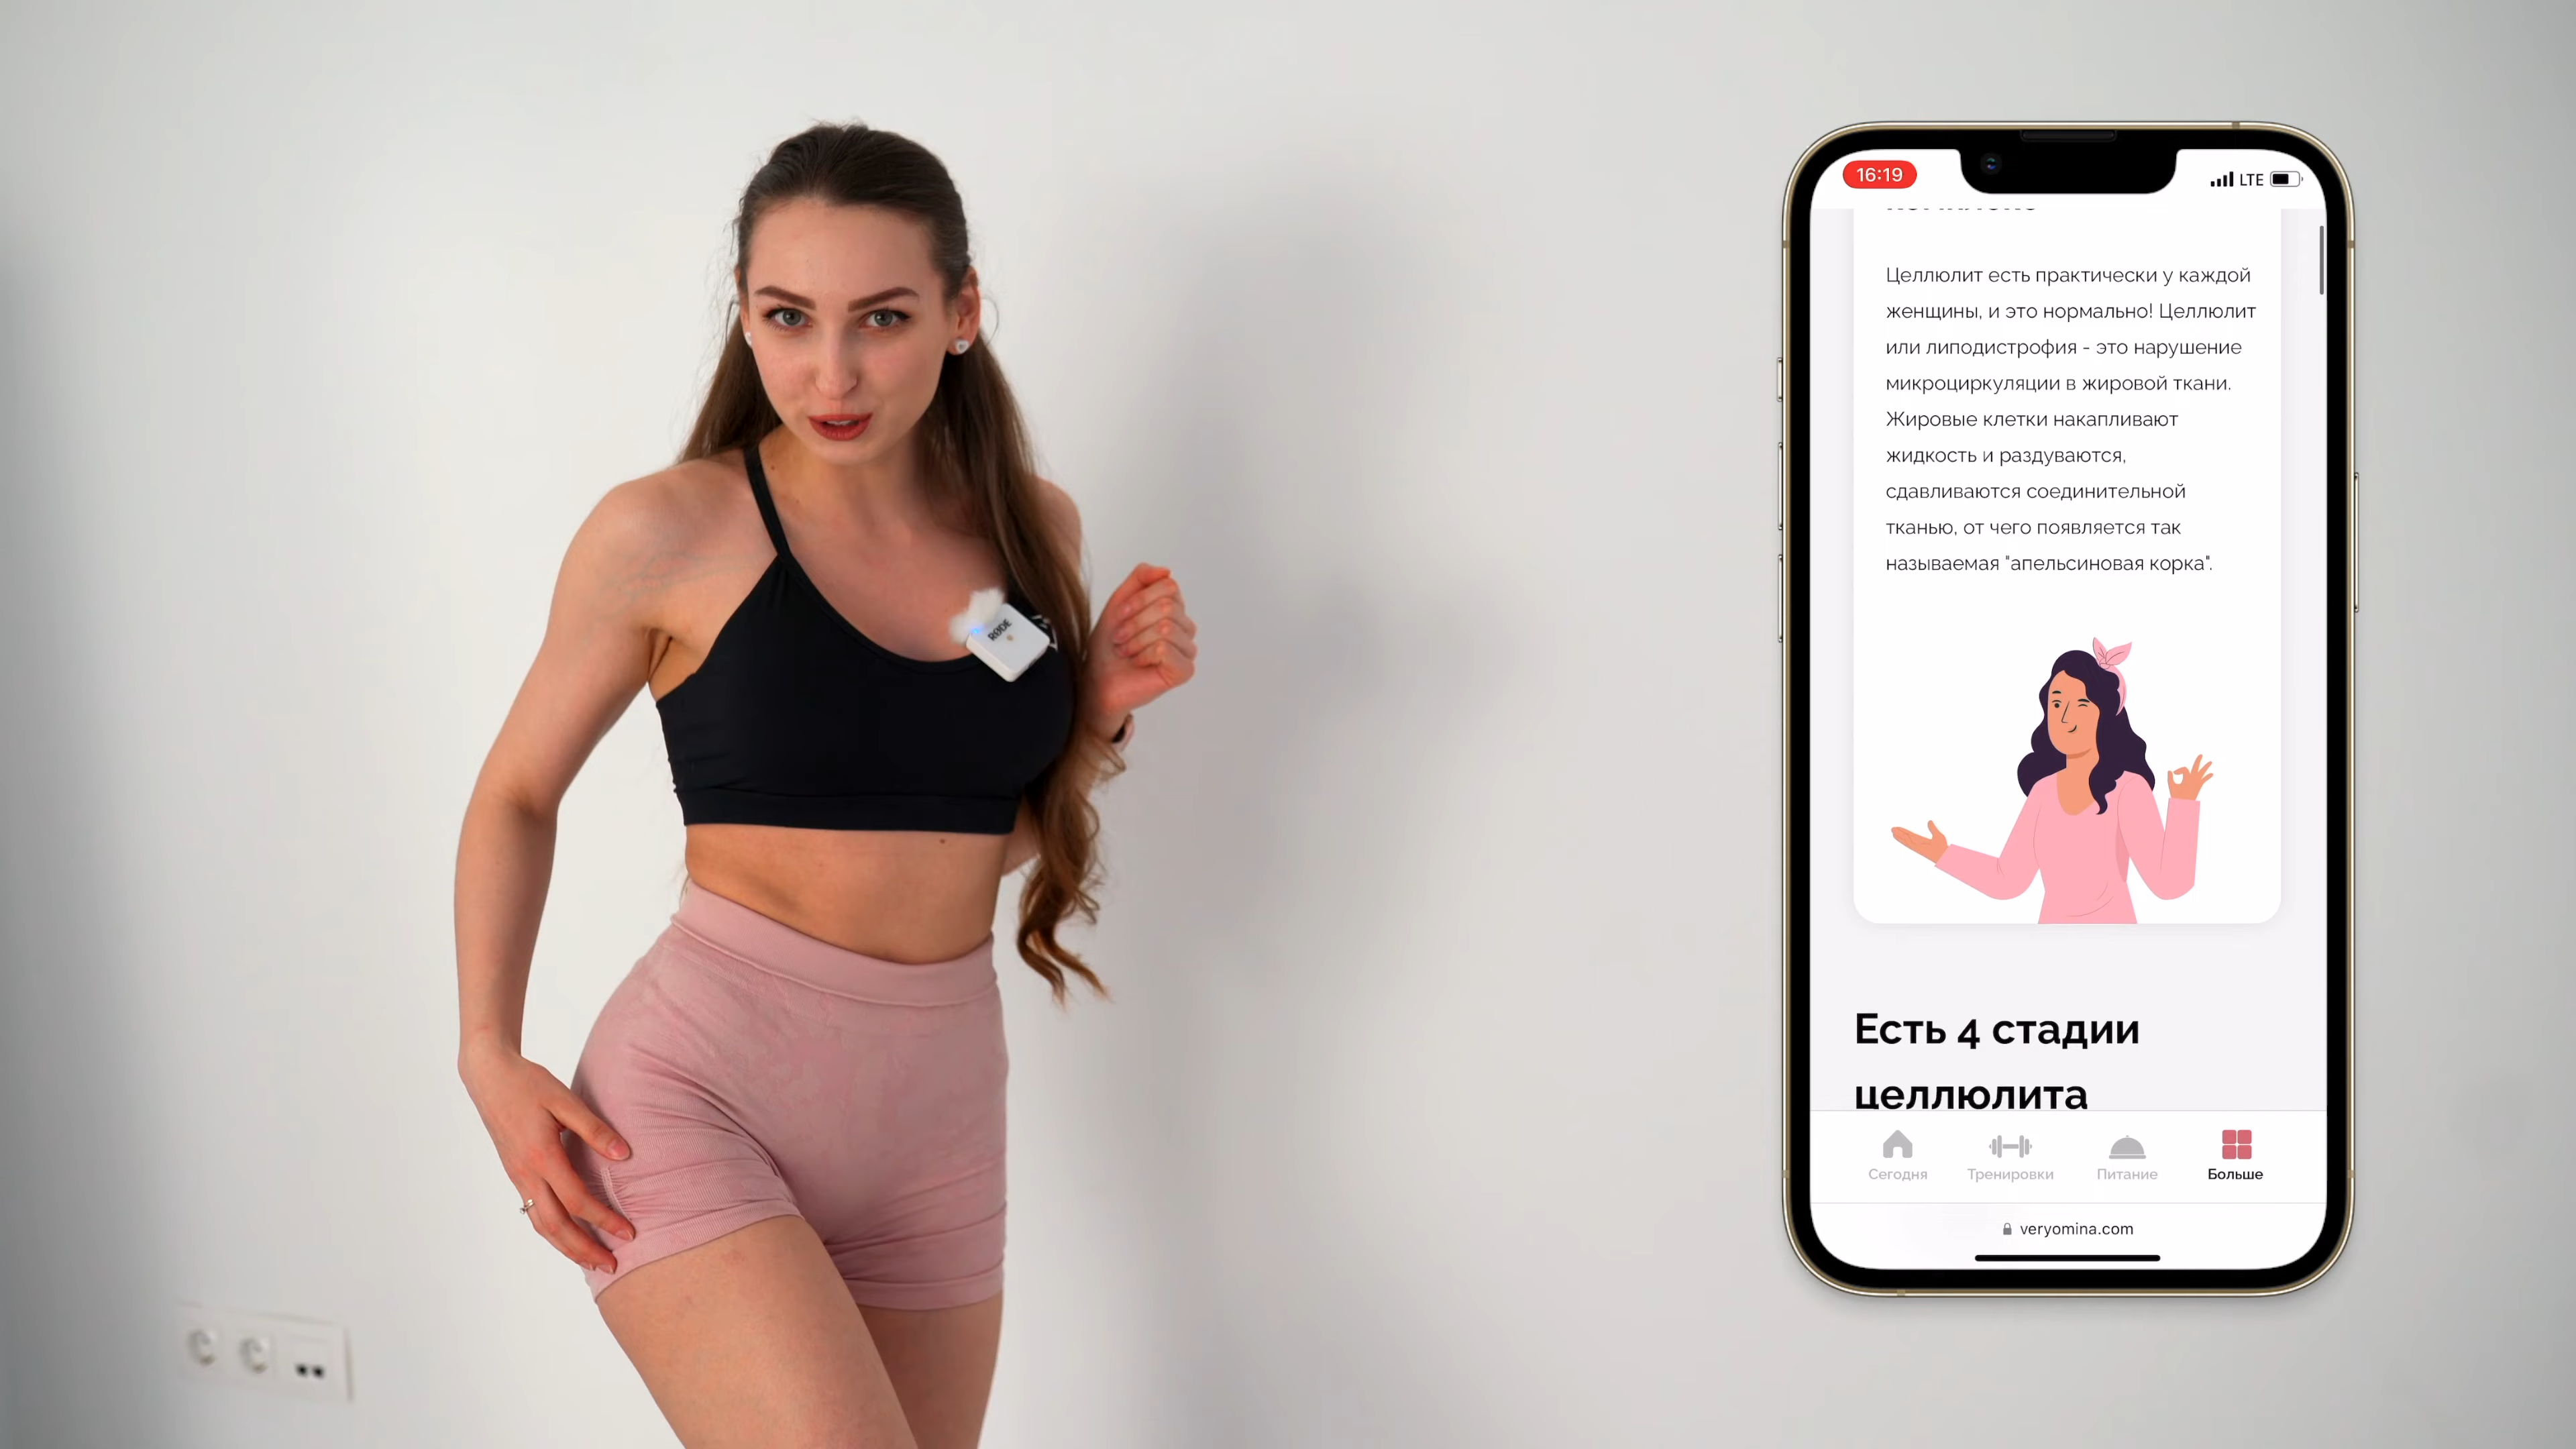 16:19
LTE
Целлюлит есть практически у каждой
женщины, и это нормально! Целлюлит
или липодистрофия - это нарушение
микроциркуляции в жировой ткани.
Жировые клетки накапливают
жидкость и раздуваются,
сдавливаются соединительной
тканью, от чего появляется так
называемая "апельсиновая корка".
Есть 4 стадии
целлюлита
Сегодня
Тренировки
Питание
Больше
veryomina.com
RØDE